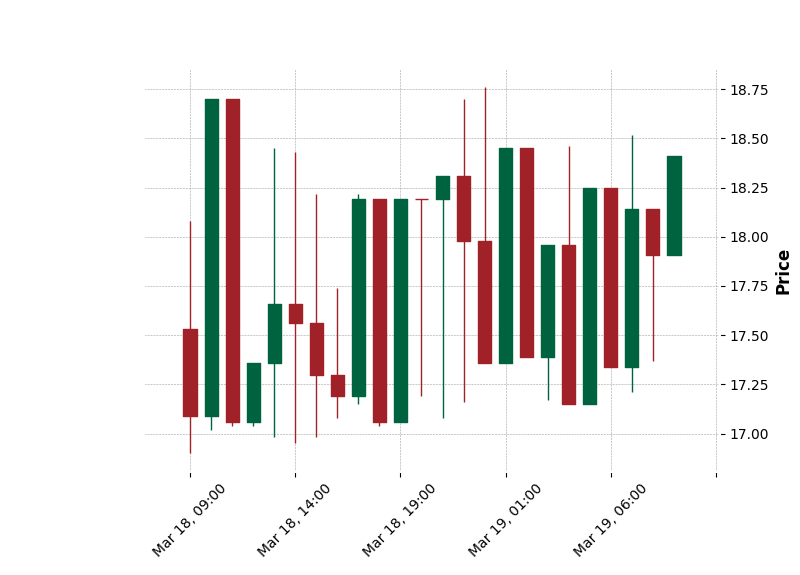 18.75
18.50
18.25
18.00
17.75
17.50
17.25
17.00
Price
Mar 18, 09:00
Mar 18, 14:00
Mar 18, 19:00
Mar 19, 01:00
Mar 19, 06:00